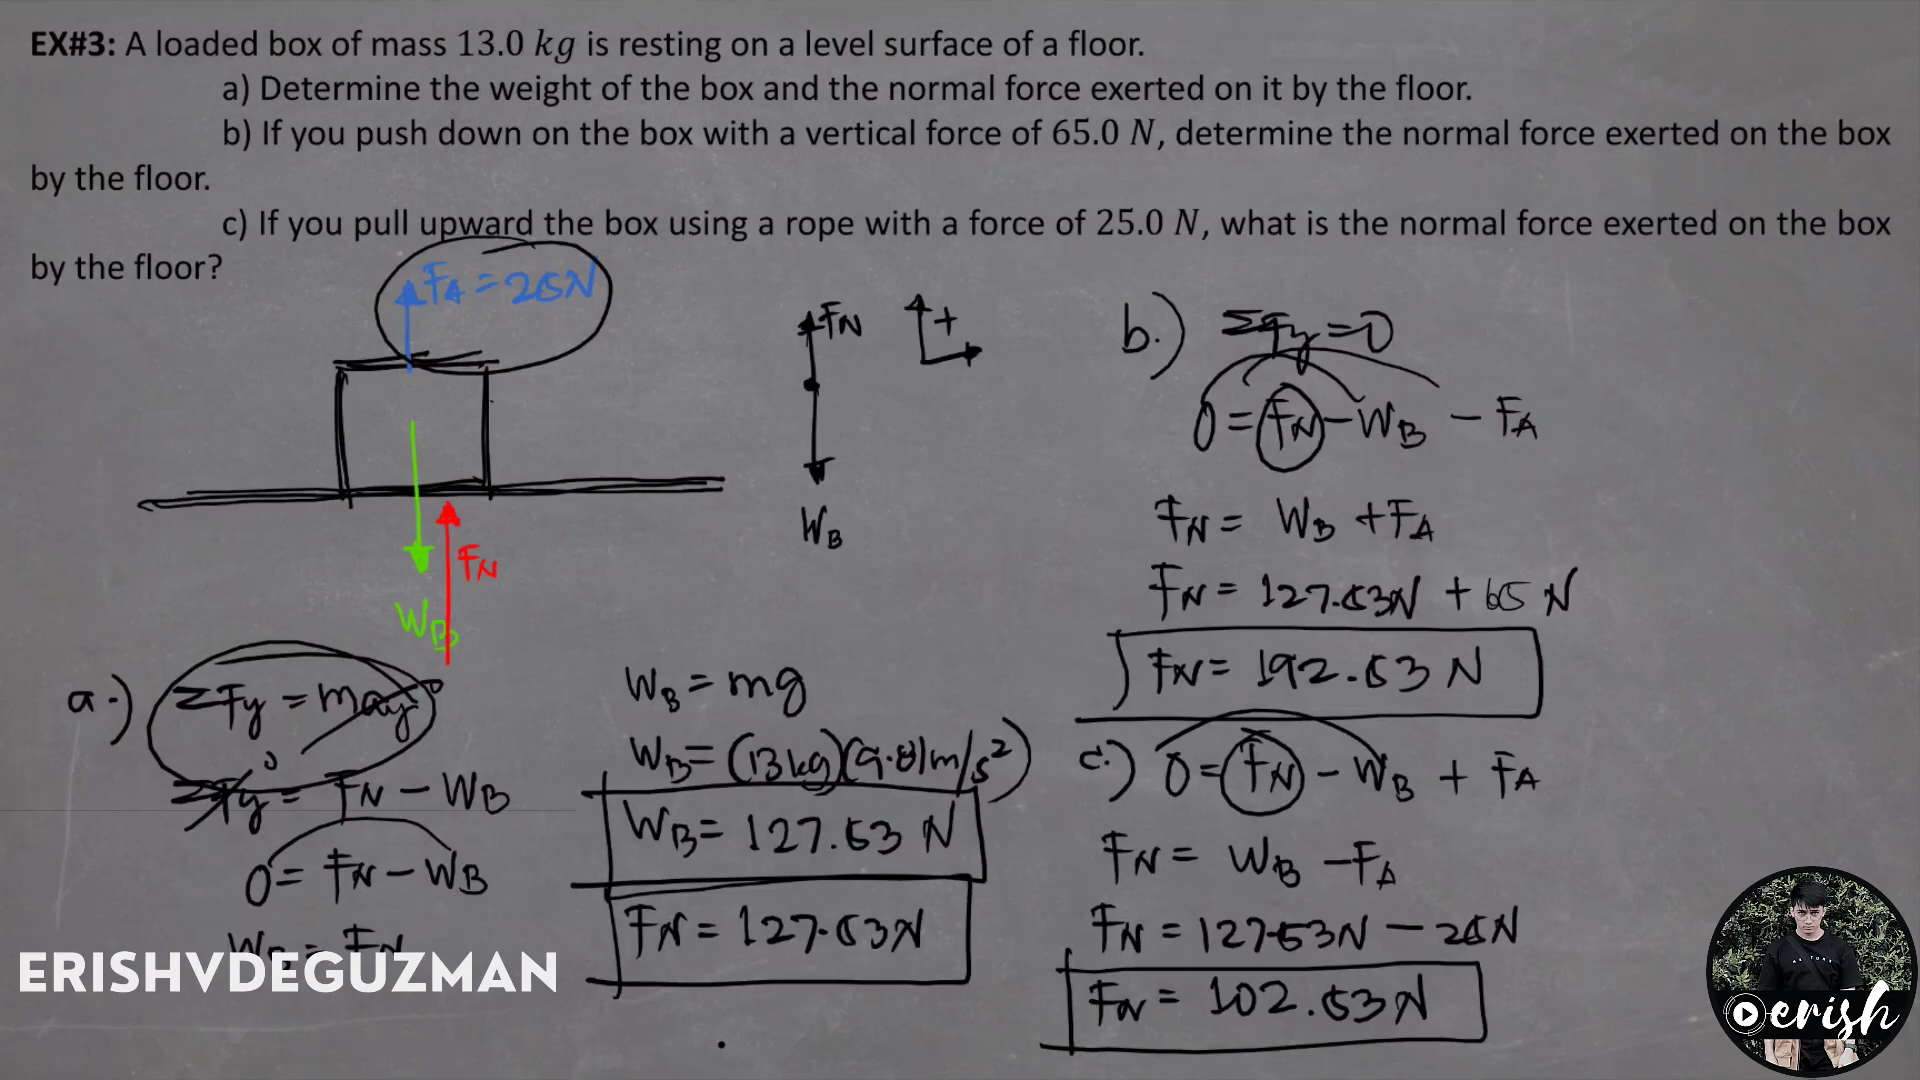 EX#3: A loaded box of mass 13.0 kg is resting on a level surface of a floor.
a) Determine the weight of the box and the normal force exerted on it by the floor.
b) If you push down on the box with a vertical force of 65.0 N, determine the normal force exerted on the box
by the floor.
c) If you pull upward the box using a rope with a force of 25.0 N, what is the normal force exerted on the box
by the floor?
FA = 25N
FN
WB
FN
+
WB
a.) ΣFy = may 0
ΣFy 0 = FN - WB
0 = FN - WB
WB = FN
WB = mg
WB = (13 kg)(9.81m/s²)
WB = 127.53 N
FN = 127.53N
b.) ΣFy = 0
0 = FN - WB - FA
FN = WB + FA
FN = 127.53N + 65 N
FN = 192.53 N
c.) 0 = FN - WB + FA
FN = WB - FA
FN = 127.53N - 25N
FN = 102.53N
ERISHVDEGUZMAN
erish